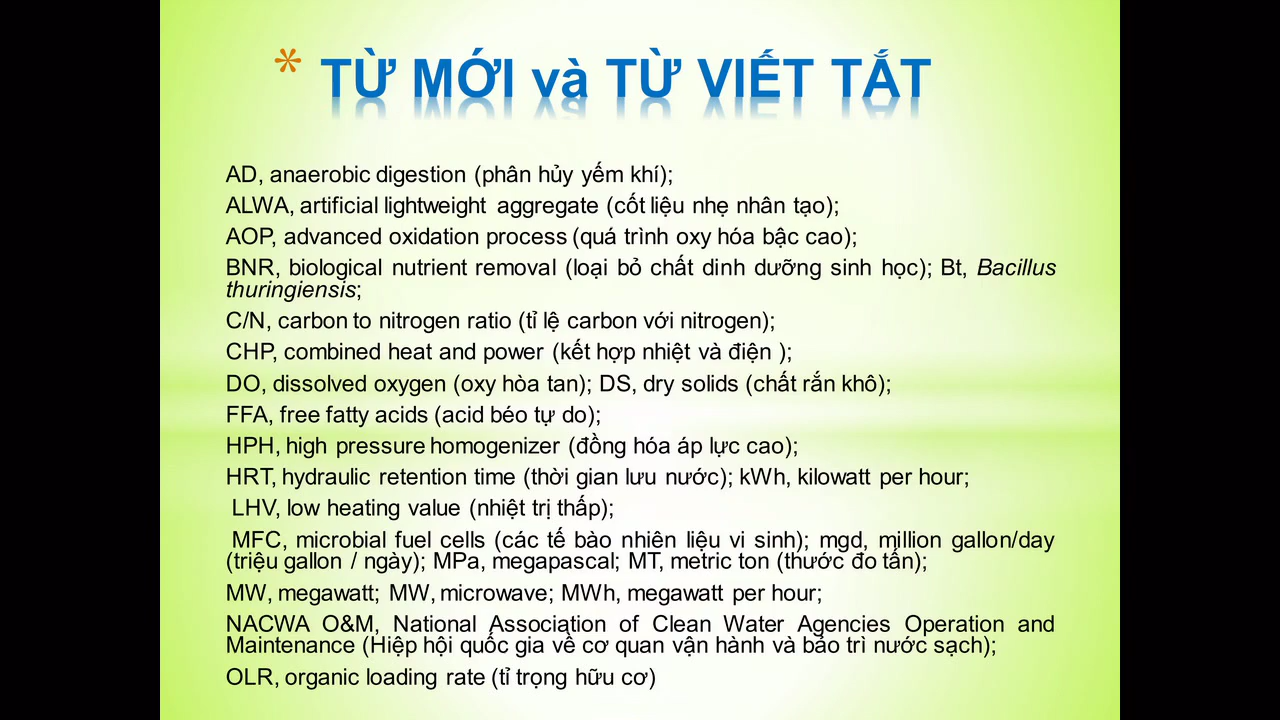 * TỪ MỚI và TỪ VIẾT TẮT
AD, anaerobic digestion (phân hủy yếm khí);
ALWA, artificial lightweight aggregate (cốt liệu nhẹ nhân tạo);
AOP, advanced oxidation process (quá trình oxy hóa bậc cao);
BNR, biological nutrient removal (loại bỏ chất dinh dưỡng sinh học); Bt, Bacillus
thuringiensis;
C/N, carbon to nitrogen ratio (tỉ lệ carbon với nitrogen);
CHP, combined heat and power (kết hợp nhiệt và điện );
DO, dissolved oxygen (oxy hòa tan); DS, dry solids (chất rắn khô);
FFA, free fatty acids (acid béo tự do);
HPH, high pressure homogenizer (đồng hóa áp lực cao);
HRT, hydraulic retention time (thời gian lưu nước); kWh, kilowatt per hour;
LHV, low heating value (nhiệt trị thấp);
MFC, microbial fuel cells (các tế bào nhiên liệu vi sinh); mgd, million gallon/day
(triệu gallon / ngày); MPa, megapascal; MT, metric ton (thước đo tấn);
MW, megawatt; MW, microwave; MWh, megawatt per hour;
NACWA O&M, National Association of Clean Water Agencies Operation and
Maintenance (Hiệp hội quốc gia về cơ quan vận hành và bảo trì nước sạch);
OLR, organic loading rate (tỉ trọng hữu cơ)